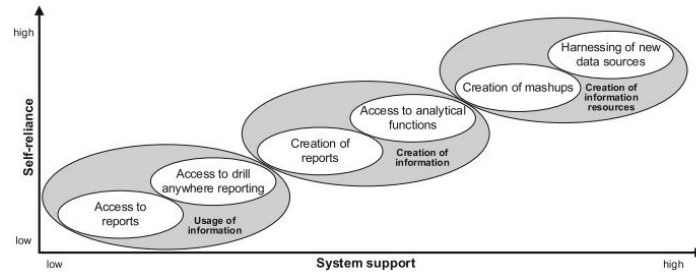 high
Self-reliance
low
Harnessing of new
data sources
Creation of mashups
Creation of
information
resources
Access to analytical
functions
Creation of
reports
Creation of
information
Access to drill
anywhere reporting
Access to
reports
Usage of
information
low
System support
high